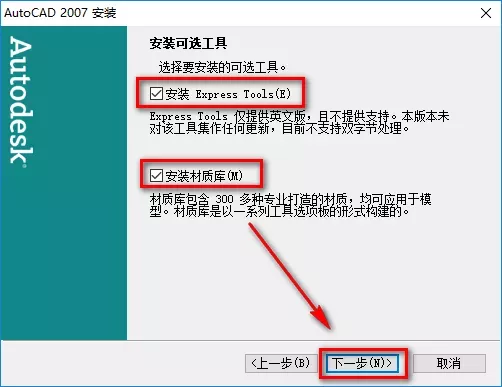 AutoCAD 2007 安装
Autodesk
安装可选工具
选择要安装的可选工具。
安装 Express Tools(E)
Express Tools 仅提供英文版，且不提供支持。本版本未
对该工具集作任何更新，目前不支持双字节处理。
安装材质库(M)
材质库包含 300 多种专业打造的材质，均可应用于模
型。材质库是以一系列工具选项板的形式构建的。
<上一步(B)
下一步(N)>
取消